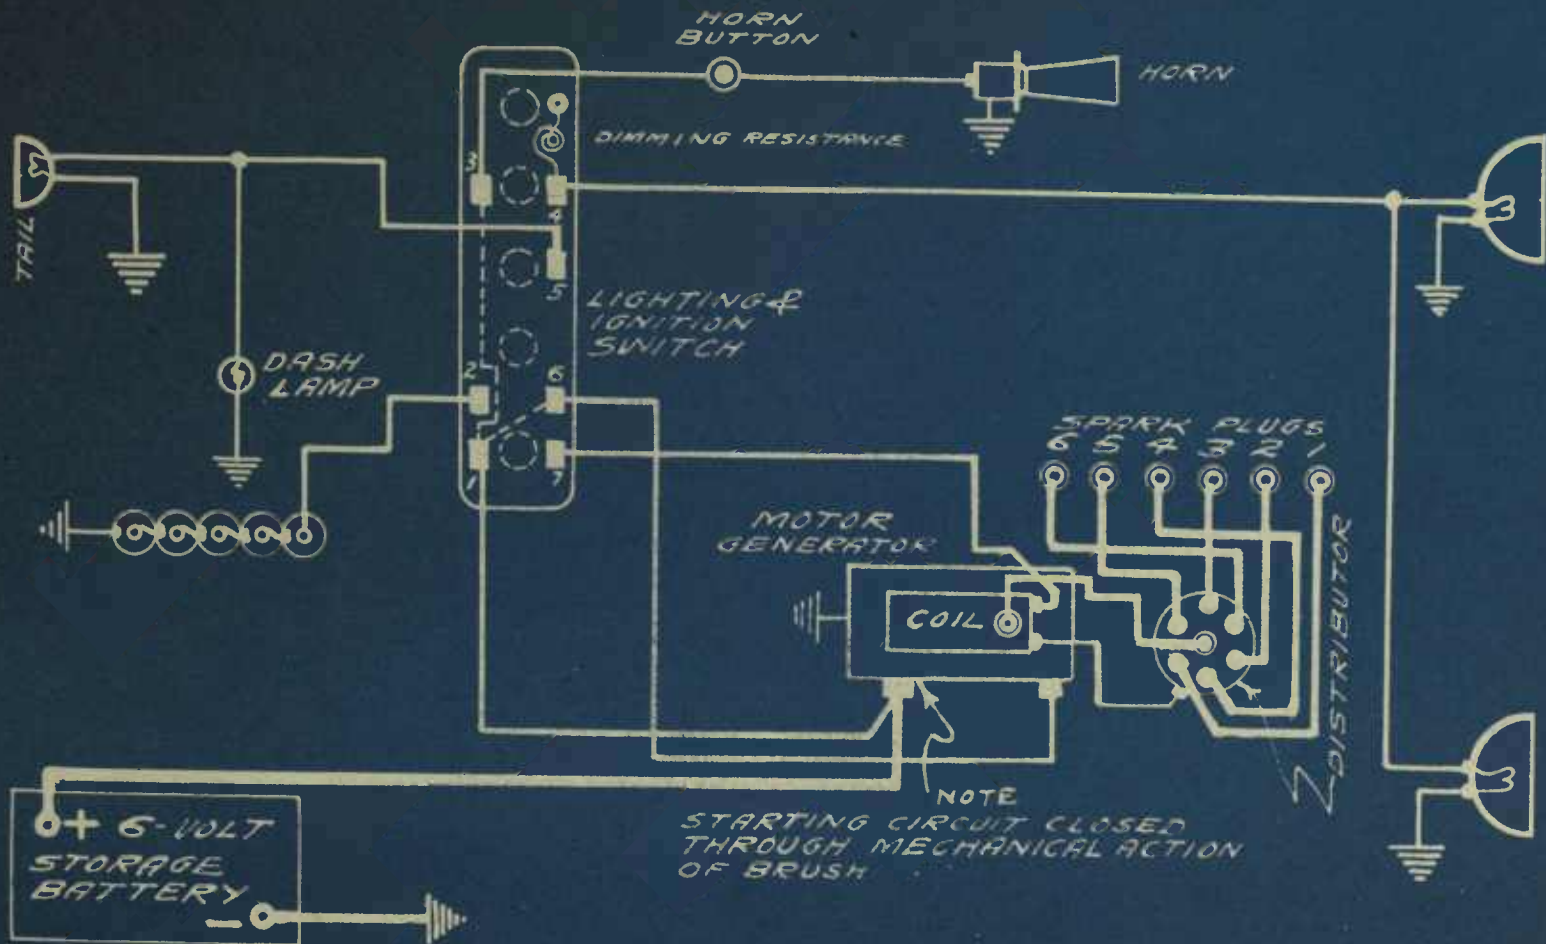 HORN
BUTTON
HORN
DIMMING RESISTANCE
3
4
TAIL
5
LIGHTING &
IGNITION
SWITCH
DASH
LAMP
2
6
1
7
SPARK PLUGS
6 5 4 3 2 1
MOTOR
GENERATOR
COIL
DISTRIBUTOR
NOTE
STARTING CIRCUIT CLOSED
THROUGH MECHANICAL ACTION
OF BRUSH
+ 6-VOLT
STORAGE
BATTERY
-